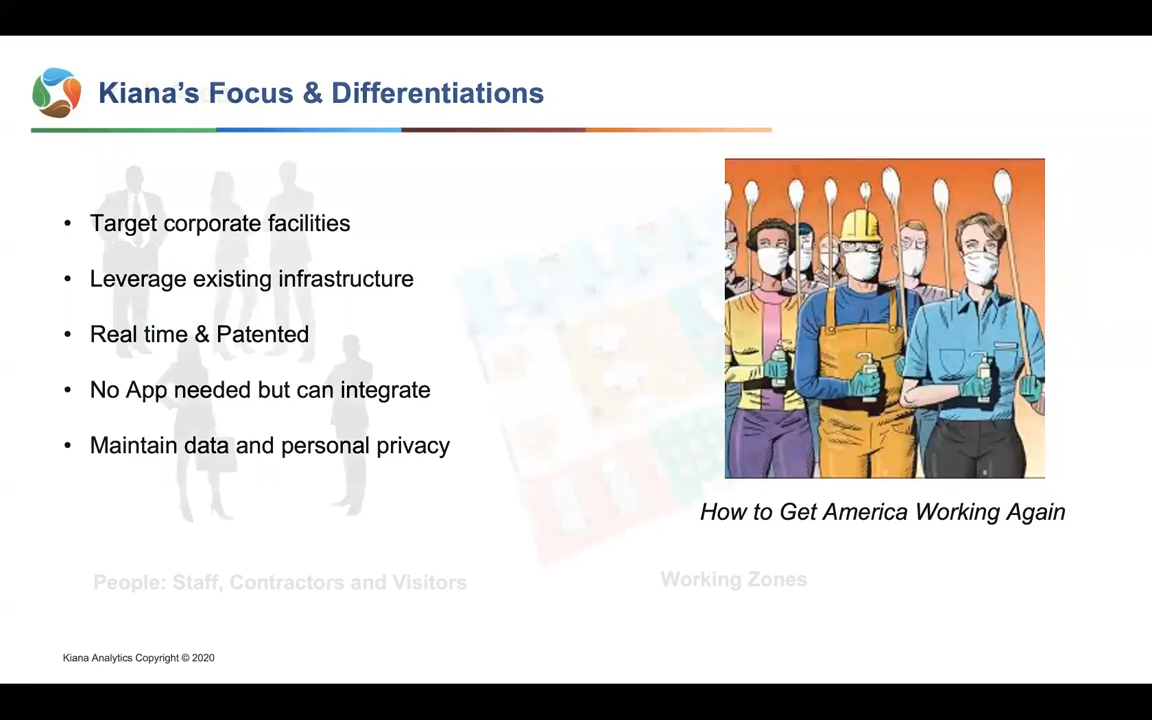 Kiana's Focus & Differentiations
• Target corporate facilities
• Leverage existing infrastructure
• Real time & Patented
• No App needed but can integrate
• Maintain data and personal privacy
How to Get America Working Again
People: Staff, Contractors and Visitors
Working Zones
Kiana Analytics Copyright © 2020